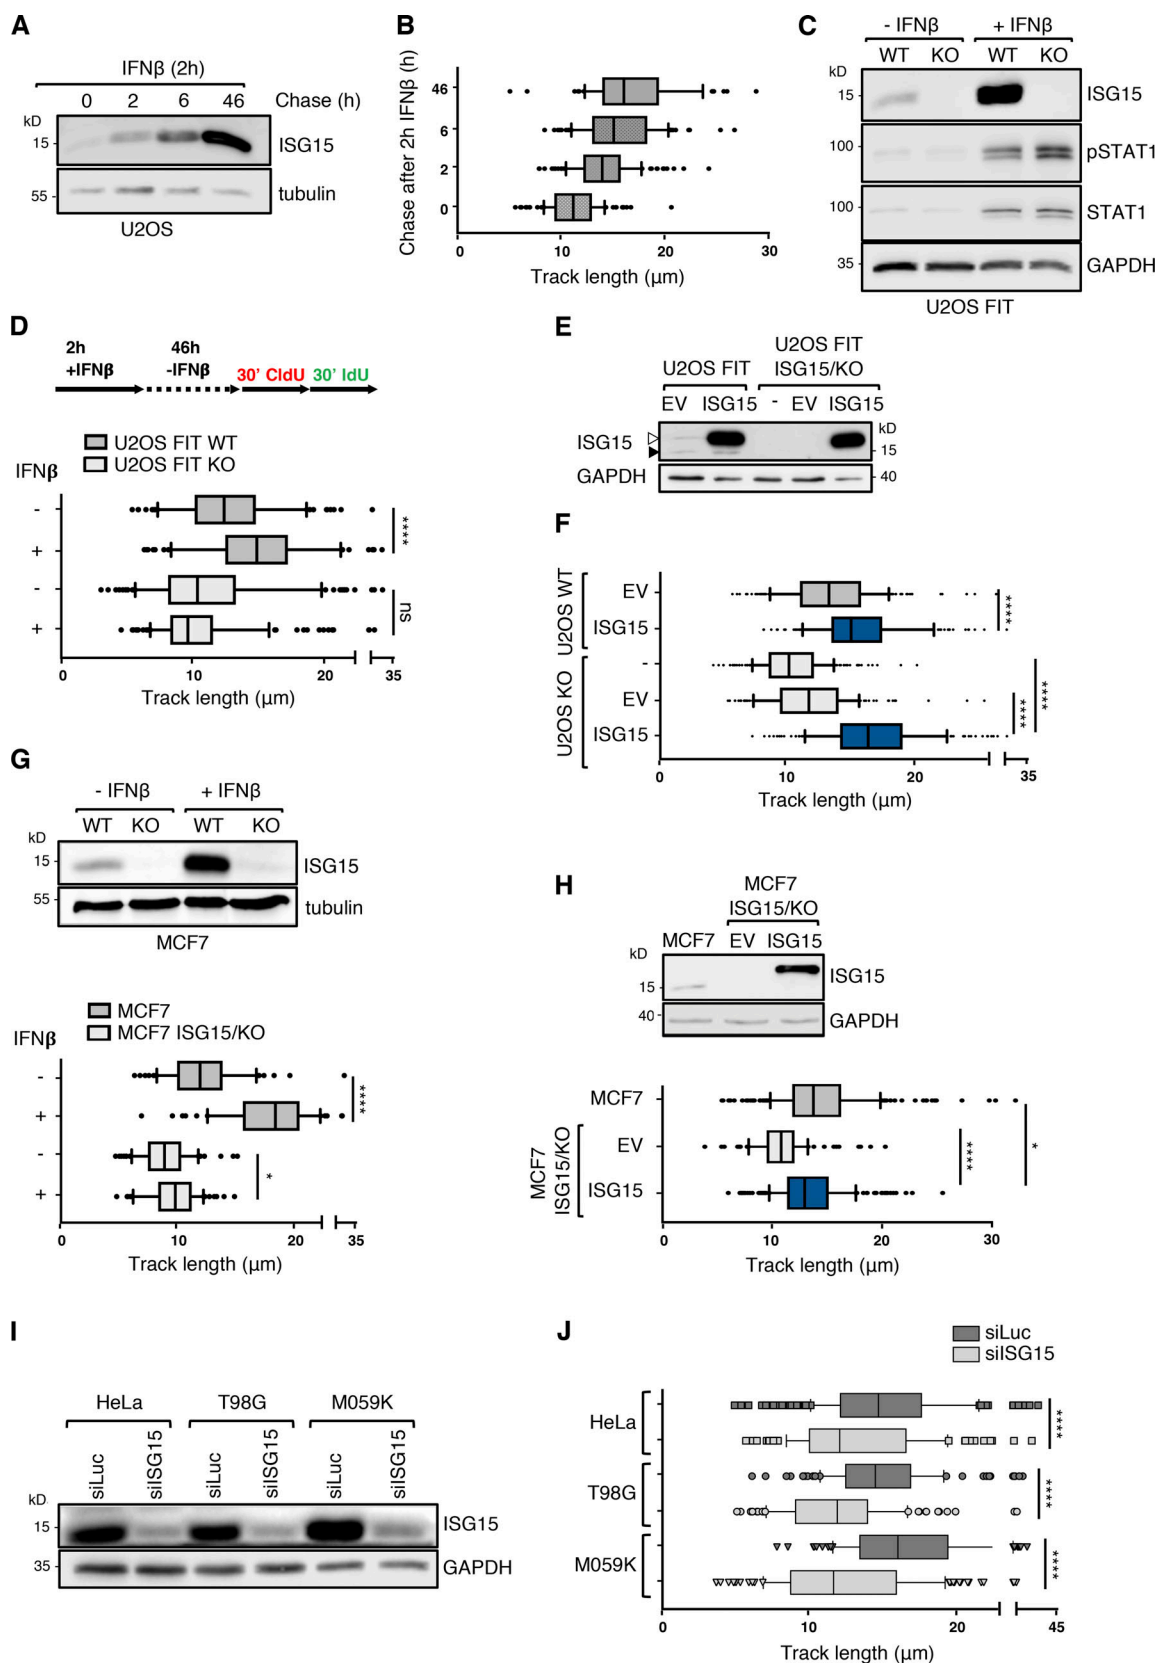 A
IFNβ (2h)
0 2 6 46 Chase (h)
kD
15 ISG15
55 tubulin
U2OS
B
Chase after 2h IFNβ (h)
46
6
2
0
0 10 20 30
Track length (µm)
C
- IFNβ + IFNβ
WT KO WT KO
kD
15 ISG15
100 pSTAT1
100 STAT1
35 GAPDH
U2OS FIT
D
2h 46h
+IFNβ -IFNβ 30' CldU 30' IdU
U2OS FIT WT
U2OS FIT KO
IFNβ
-
+
-
+
****
ns
0 10 20 35
Track length (µm)
E
U2OS FIT
U2OS FIT ISG15/KO
EV ISG15 - EV ISG15
kD
ISG15 15
GAPDH 40
F
U2OS WT
EV
ISG15
U2OS KO
-
EV
ISG15
****
****
****
0 10 20 35
Track length (µm)
G
- IFNβ + IFNβ
WT KO WT KO
kD
15 ISG15
55 tubulin
MCF7
MCF7
MCF7 ISG15/KO
IFNβ
-
+
-
+
****
*
0 10 20 35
Track length (µm)
H
MCF7
ISG15/KO
MCF7 EV ISG15
kD
15 ISG15
40 GAPDH
MCF7
MCF7
ISG15/KO
EV
ISG15
****
*
0 10 20 30
Track length (µm)
I
HeLa T98G M059K
siLuc siISG15 siLuc siISG15 siLuc siISG15
kD
15 ISG15
35 GAPDH
J
siLuc
siISG15
HeLa
T98G
M059K
****
****
****
10 20 45
Track length (µm)